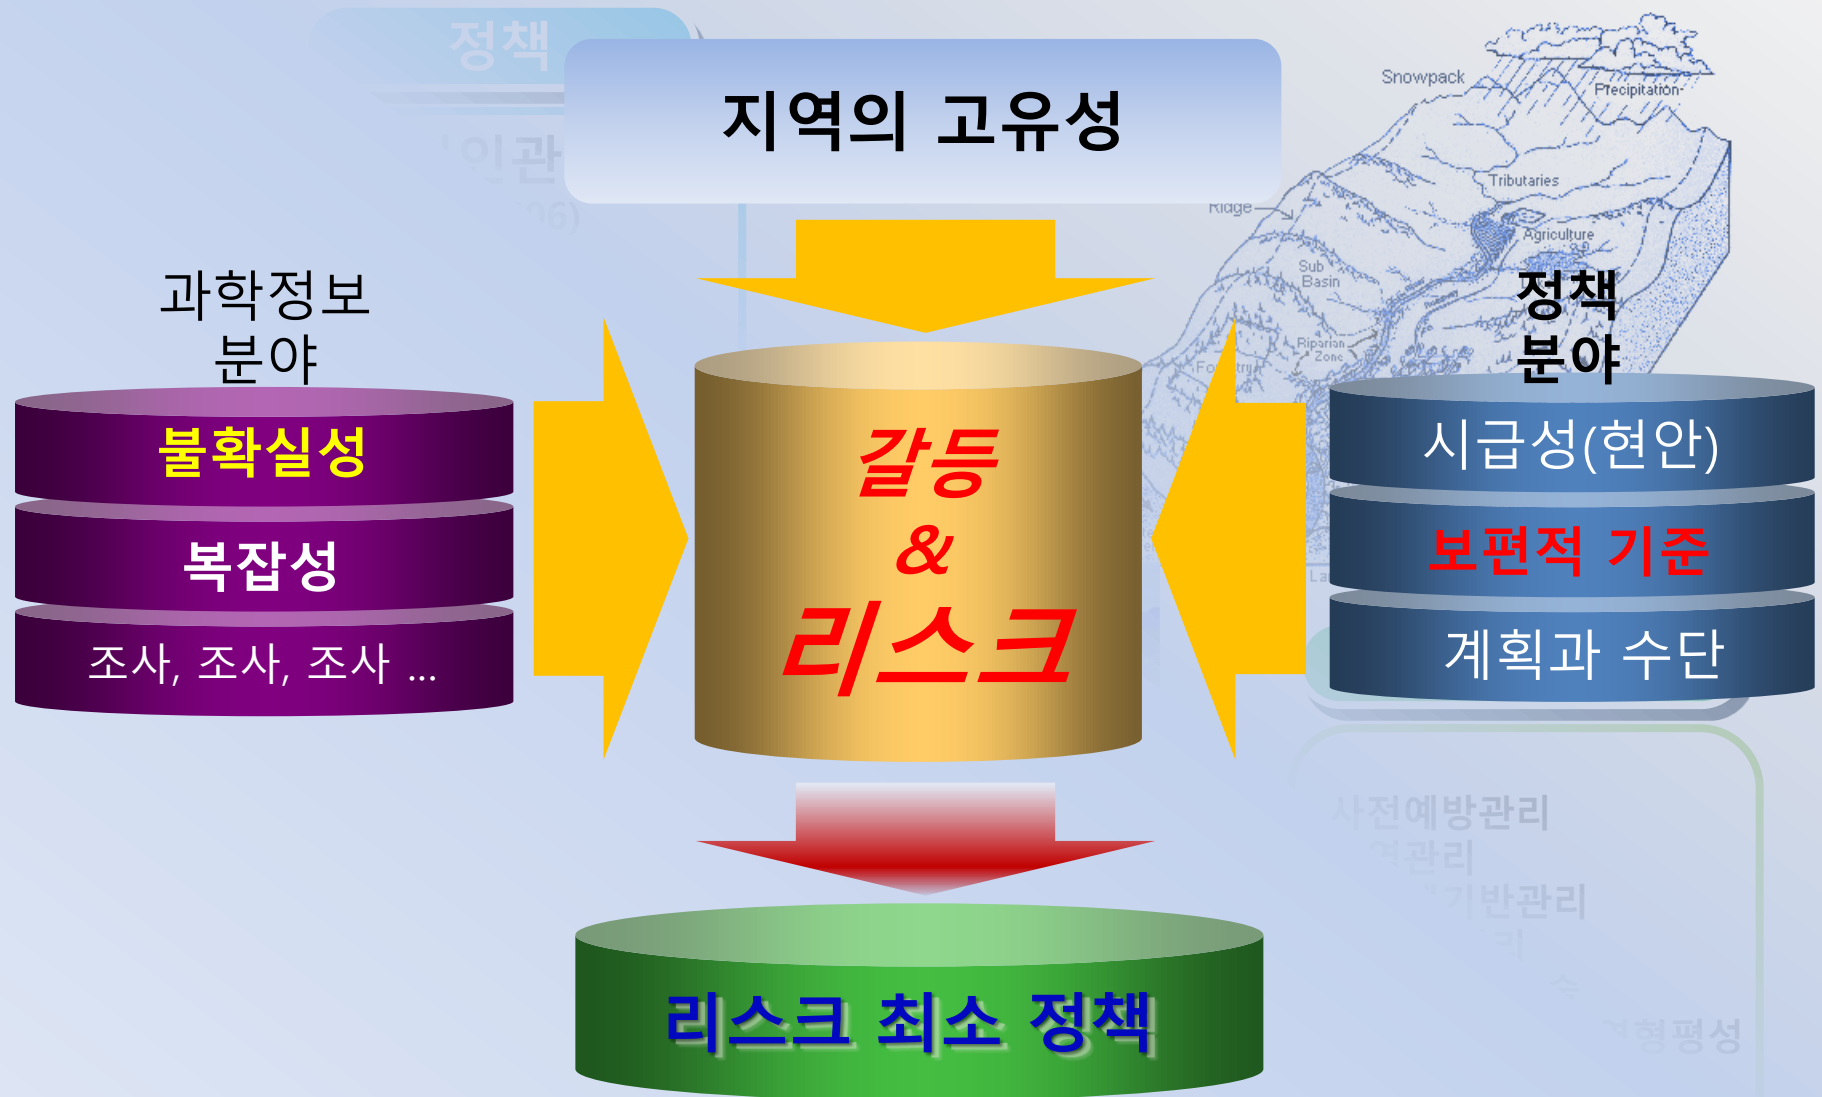 정책
지역의 고유성
Snowpack
Precipitation
Tributaries
Ridge
Agriculture
Sub
Basin
Riparian
Zone
과학정보
분야
불확실성
복잡성
조사, 조사, 조사 ...
갈등
&
리스크
정책
분야
시급성(현안)
보편적 기준
계획과 수단
사전예방관리
리스크 최소 정책